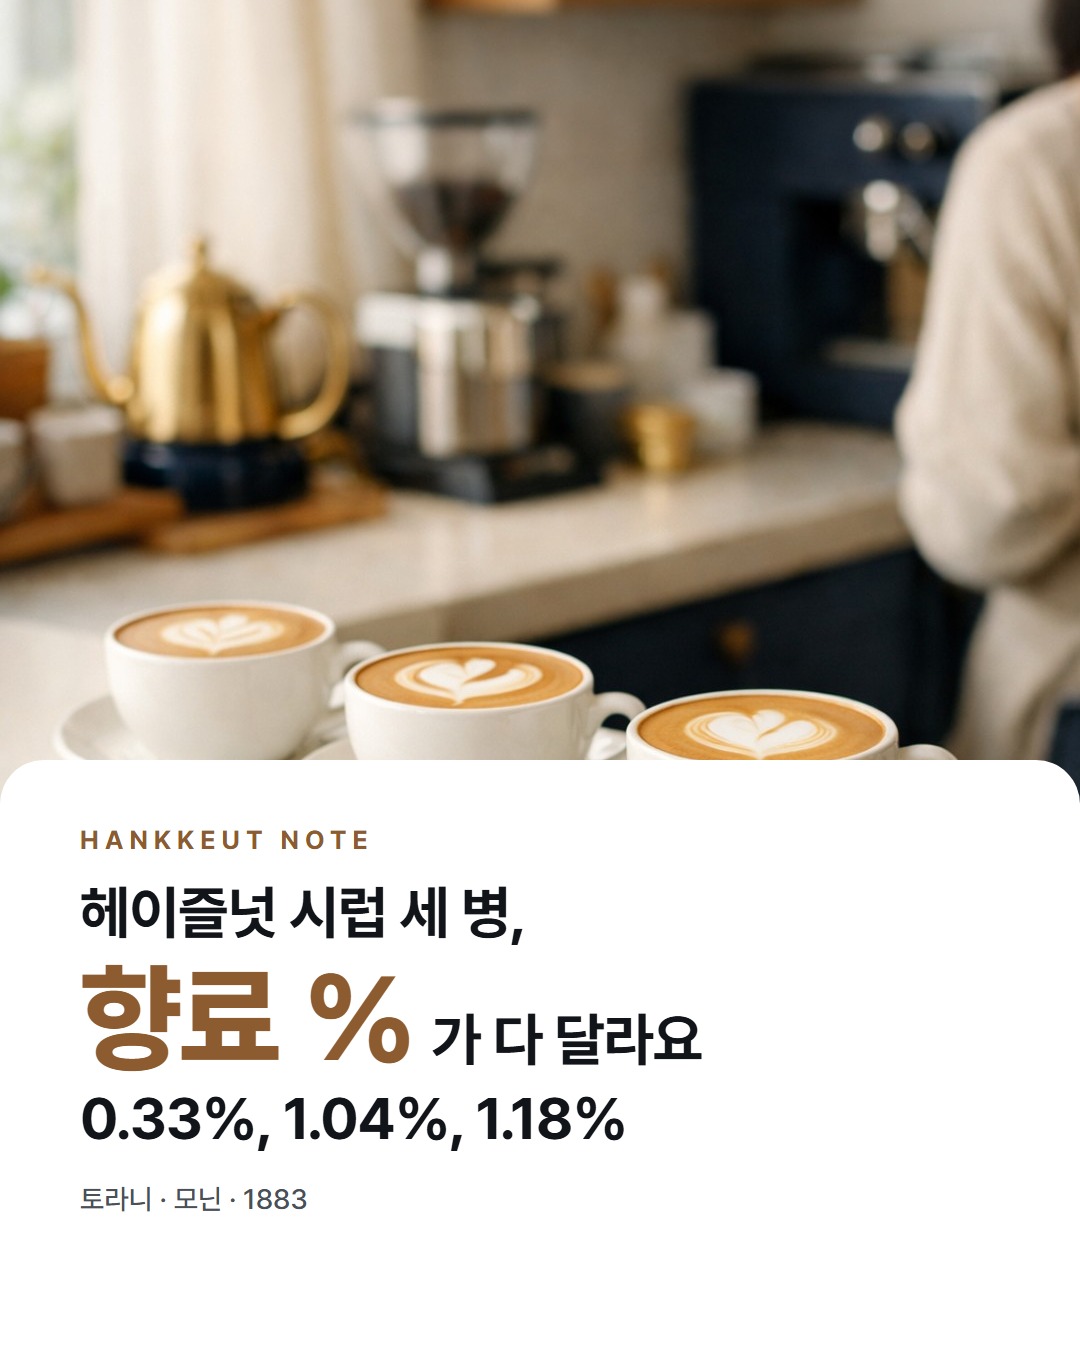 HANKKEUT NOTE
헤이즐넛 시럽 세 병,
향료 % 가 다 달라요
0.33%, 1.04%, 1.18%
토라니 · 모닌 · 1883